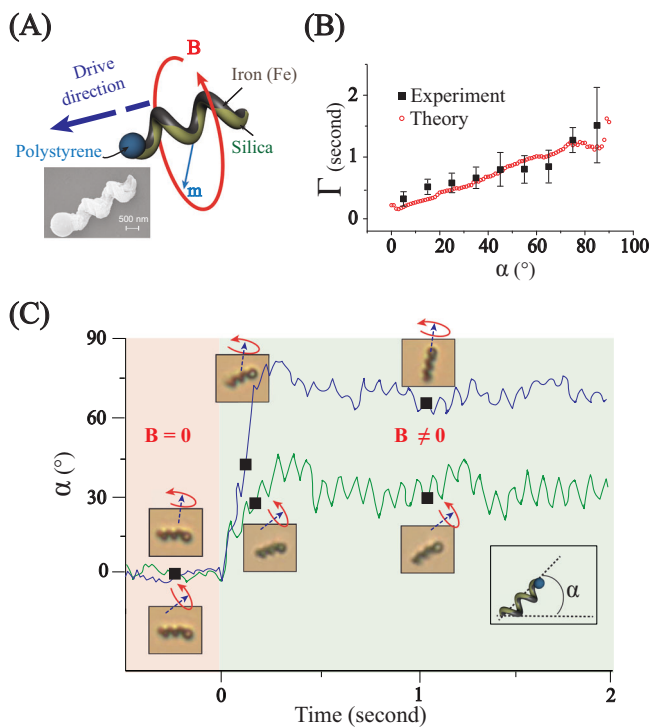 (A)
B
Drive
direction
Iron (Fe)
Polystyrene
Silica
m
500 nm
(B)
Γ (second)
2
1
0
Experiment
Theory
0 20 40 60 80 100
α (°)
(C)
α (°)
90
60
30
0
B = 0
B ≠ 0
α
0 1 2
Time (second)